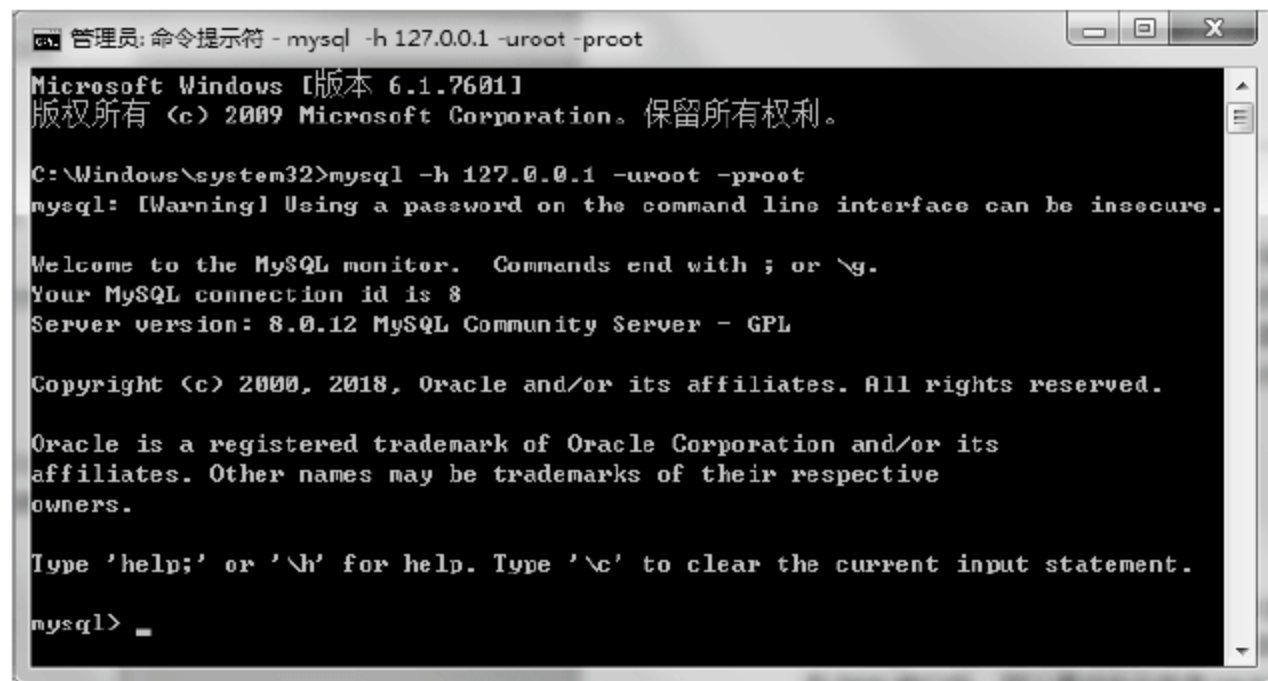 管理员: 命令提示符 - mysql -h 127.0.0.1 -uroot -proot
Microsoft Windows [版本 6.1.7601]
版权所有 (c) 2009 Microsoft Corporation。保留所有权利。
C:\Windows\system32>mysql -h 127.0.0.1 -uroot -proot
mysql: [Warning] Using a password on the command line interface can be insecure.
Welcome to the MySQL monitor.  Commands end with ; or \g.
Your MySQL connection id is 8
Server version: 8.0.12 MySQL Community Server - GPL
Copyright (c) 2000, 2018, Oracle and/or its affiliates. All rights reserved.
Oracle is a registered trademark of Oracle Corporation and/or its
affiliates. Other names may be trademarks of their respective
owners.
Type 'help;' or '\h' for help. Type '\c' to clear the current input statement.
mysql> _